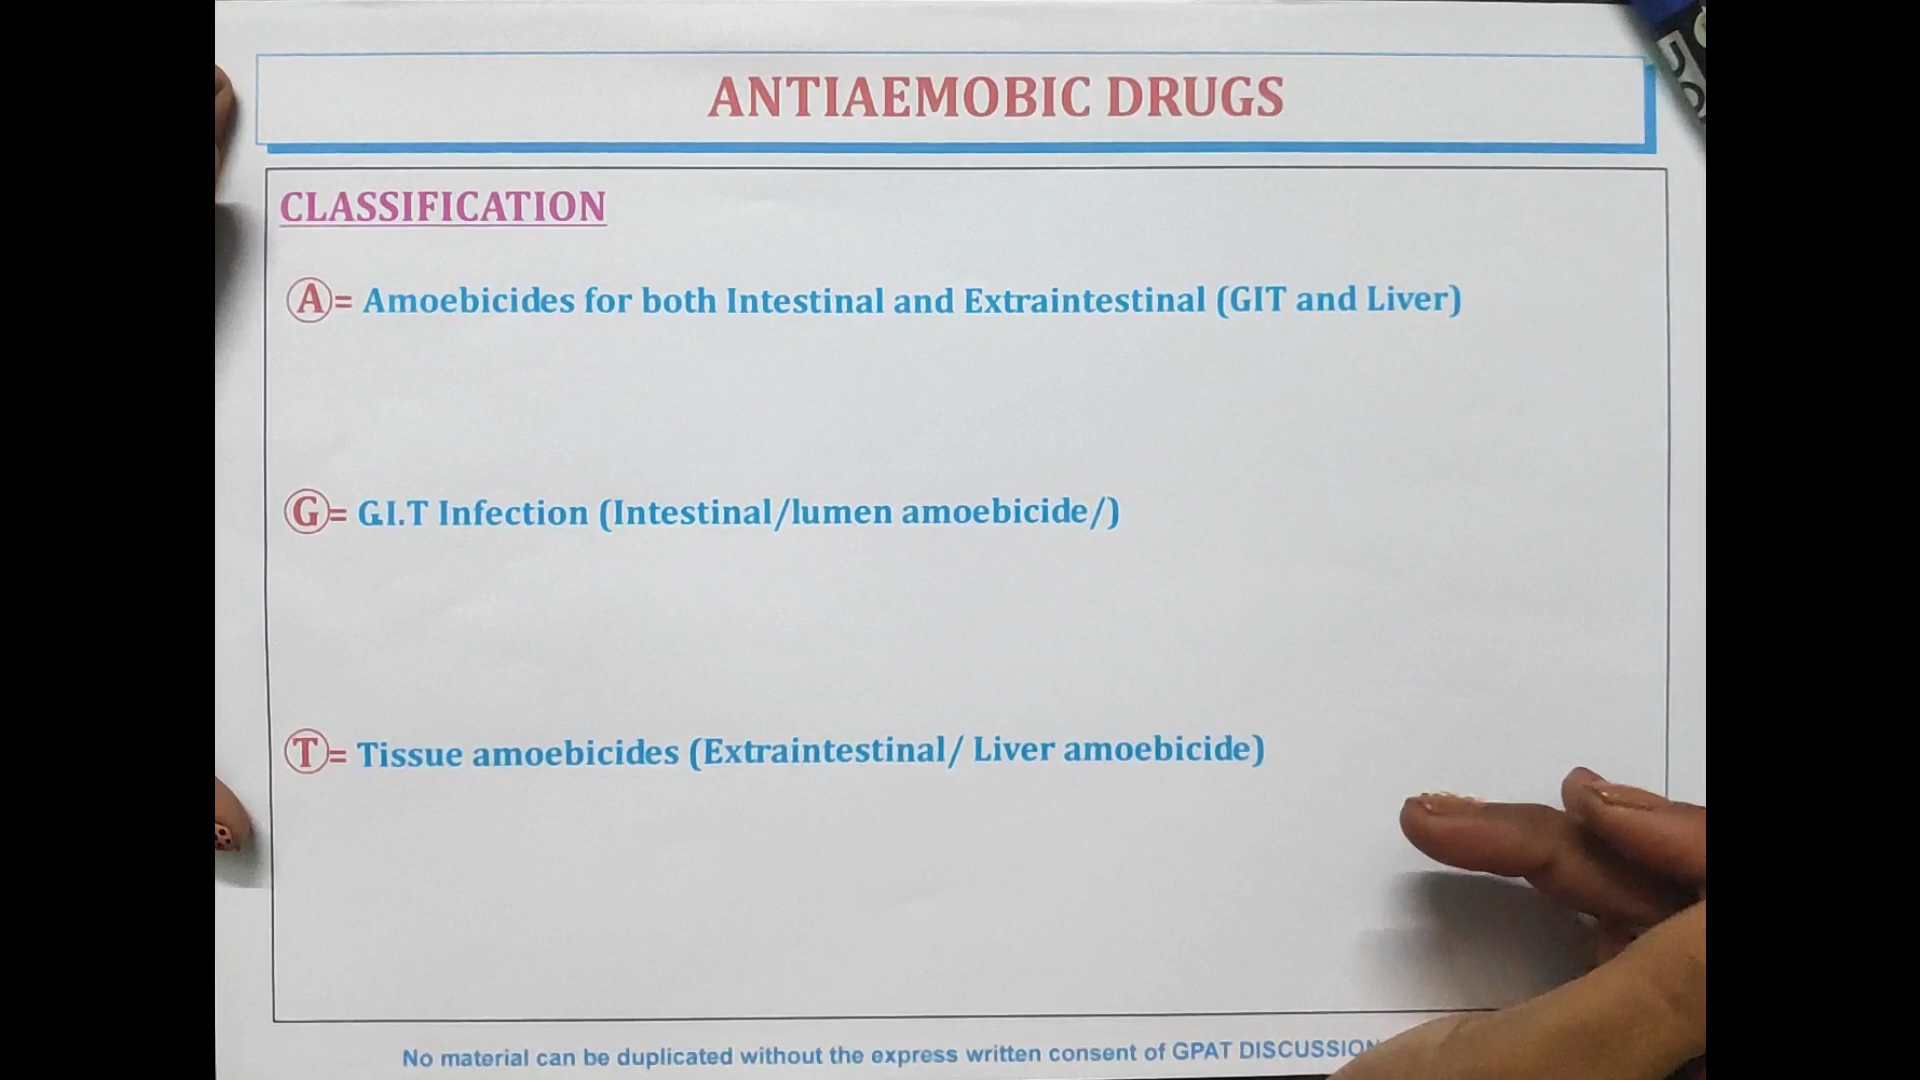 ANTIAEMOBIC DRUGS
CLASSIFICATION
A= Amoebicides for both Intestinal and Extraintestinal (GIT and Liver)
G= G.I.T Infection (Intestinal/lumen amoebicide/)
T= Tissue amoebicides (Extraintestinal/ Liver amoebicide)
No material can be duplicated without the express written consent of GPAT DISCUSSION